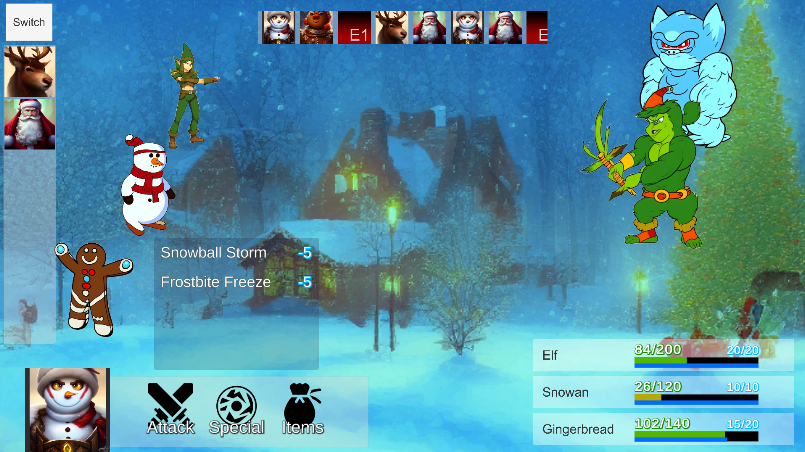 Switch
E1
E
Snowball Storm -5
Frostbite Freeze -5
Attack Special Items
Elf 84/200 20/20
Snowan 26/120 10/10
Gingerbread 102/140 15/20